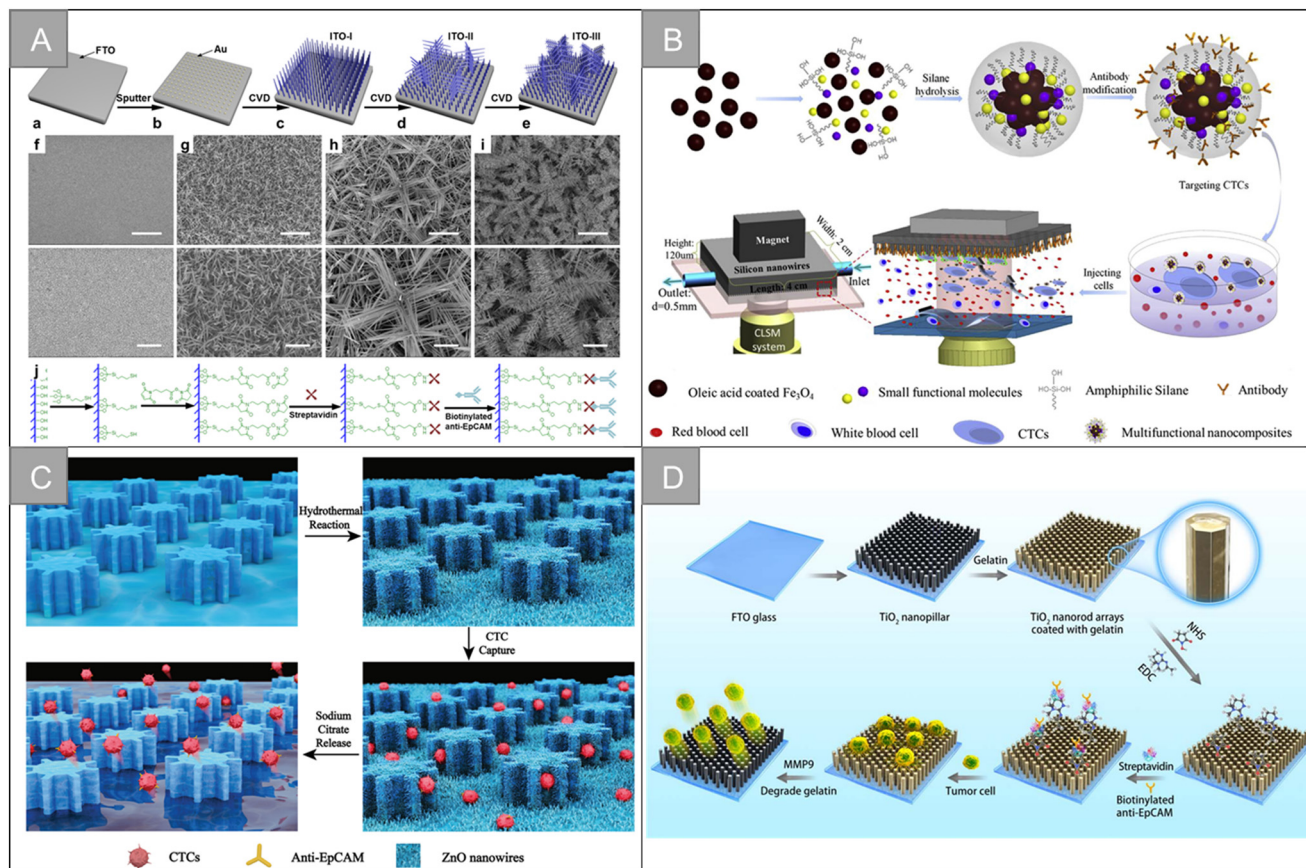 A
FTO
Au
ITO-I
ITO-II
ITO-III
Sputter
CVD
CVD
CVD
a
b
c
d
e
f
g
h
i
j
Streptavidin
Biotinylated
anti-EpCAM
B
Silane
hydrolysis
Antibody
modification
Targeting CTCs
Magnet
Width: 2 cm
Height:
120um
Silicon nanowires
Length: 4 cm
Inlet
Outlet:
d=0.5mm
CLSM
system
Injecting
cells
Oleic acid coated Fe₃O₄
Small functional molecules
Amphiphilic Silane
Antibody
Red blood cell
White blood cell
CTCs
Multifunctional nanocomposites
C
Hydrothermal
Reaction
CTC
Capture
Sodium
Citrate
Release
CTCs
Anti-EpCAM
ZnO nanowires
D
FTO glass
TiO₂ nanopillar
Gelatin
TiO₂ nanorod arrays
coated with gelatin
NHS
EDC
MMP9
Degrade gelatin
Tumor cell
Streptavidin
Biotinylated
anti-EpCAM